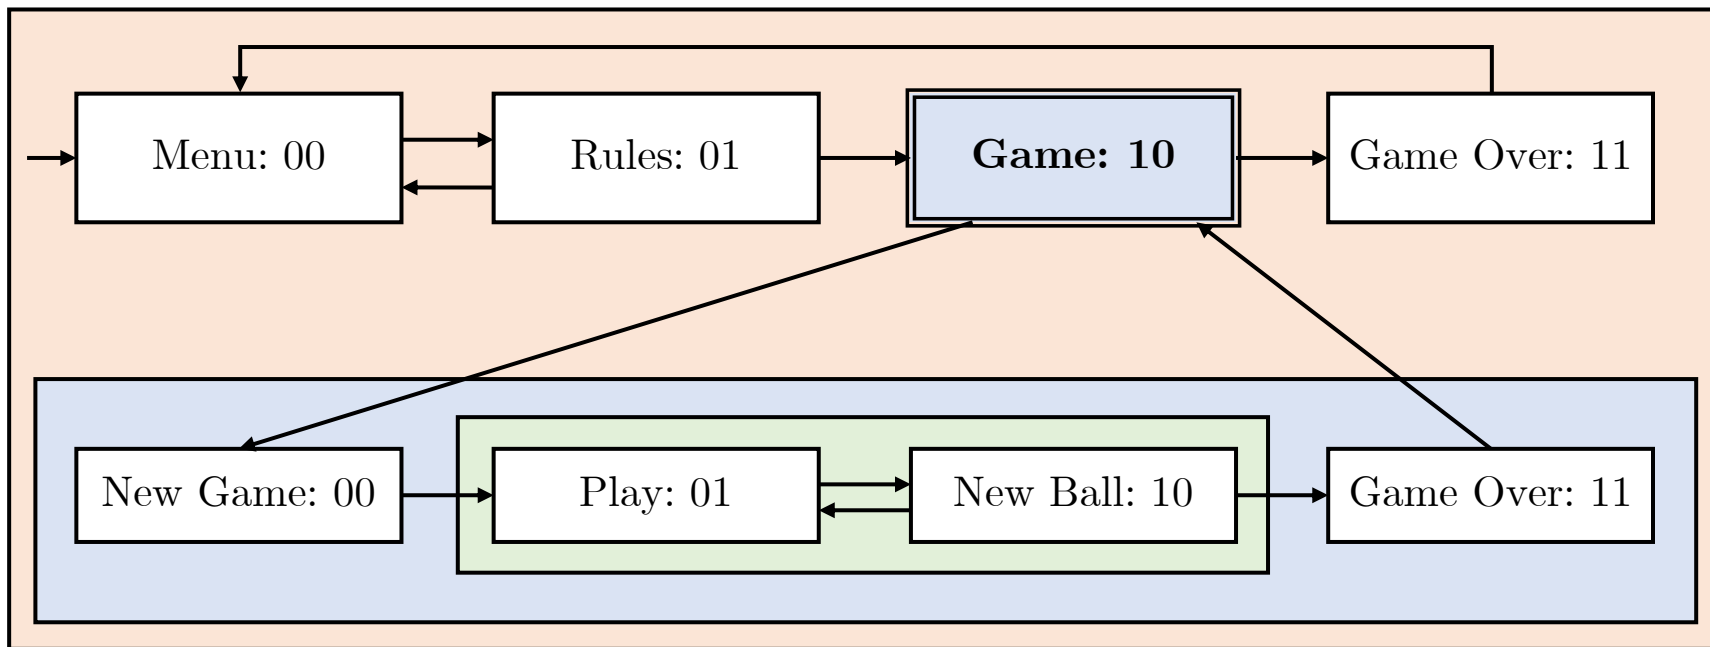 Menu: 00
Rules: 01
Game: 10
Game Over: 11
New Game: 00
Play: 01
New Ball: 10
Game Over: 11